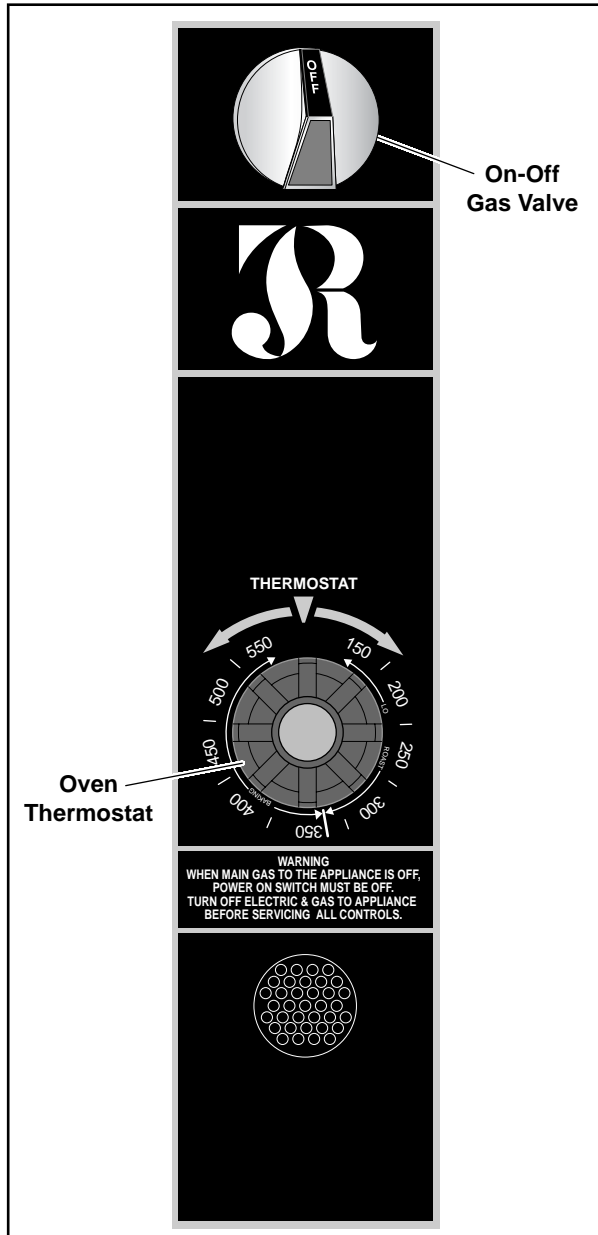 OFF
On-Off
Gas Valve
JR
THERMOSTAT
550
500
450
400
350
300
250
200
150
LO
ROAST
BAKING
Oven
Thermostat
WARNING
WHEN MAIN GAS TO THE APPLIANCE IS OFF,
POWER ON SWITCH MUST BE OFF.
TURN OFF ELECTRIC & GAS TO APPLIANCE
BEFORE SERVICING ALL CONTROLS.